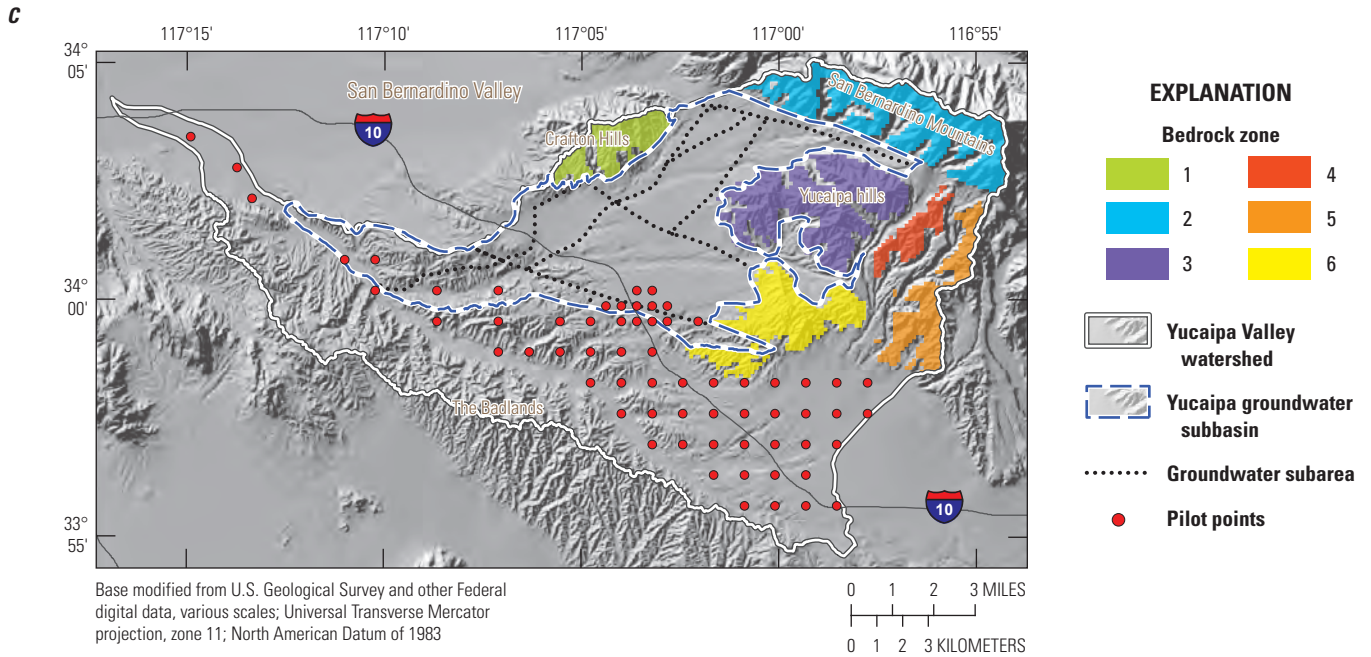 C
117°15' 117°10' 117°05' 117°00' 116°55'
34°
05'
San Bernardino Valley
10
San Bernardino Mountains
Crafton Hills
Yucaipa hills
34°
00'
The Badlands
10
33°
55'
EXPLANATION
Bedrock zone
1 4
2 5
3 6
Yucaipa Valley
watershed
Yucaipa groundwater
subbasin
Groundwater subarea
Pilot points
Base modified from U.S. Geological Survey and other Federal
digital data, various scales; Universal Transverse Mercator
projection, zone 11; North American Datum of 1983
0 1 2 3 MILES
0 1 2 3 KILOMETERS